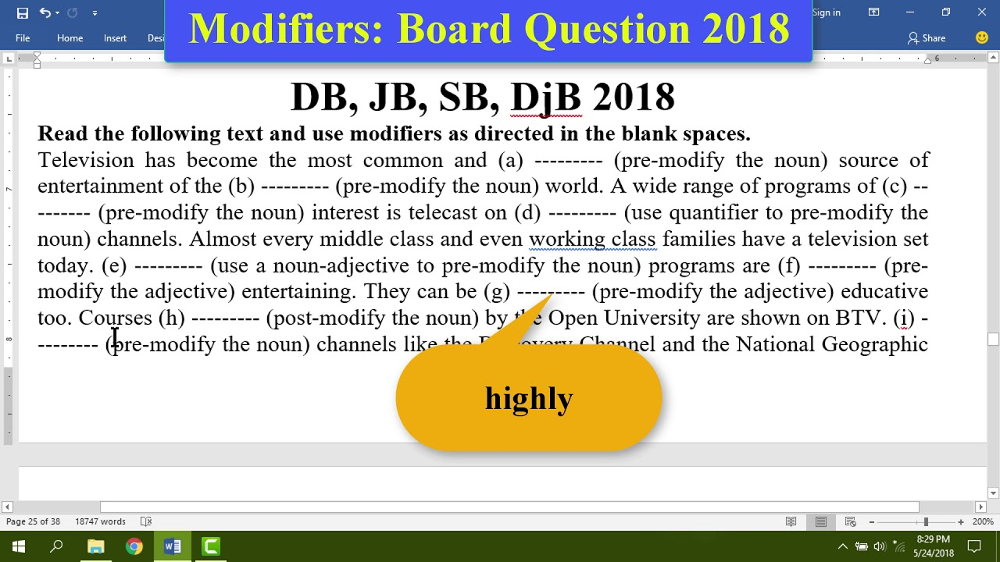 Sign in
Modifiers: Board Question 2018
File Home Insert Share
6
DB, JB, SB, DjB 2018
Read the following text and use modifiers as directed in the blank spaces.
Television has become the most common and (a) --------- (pre-modify the noun) source of
entertainment of the (b) --------- (pre-modify the noun) world. A wide range of programs of (c) --
------- (pre-modify the noun) interest is telecast on (d) --------- (use quantifier to pre-modify the
noun) channels. Almost every middle class and even working class families have a television set
today. (e) --------- (use a noun-adjective to pre-modify the noun) programs are (f) --------- (pre-
modify the adjective) entertaining. They can be (g) --------- (pre-modify the adjective) educative
too. Courses (h) --------- (post-modify the noun) by the Open University are shown on BTV. (i) -
-------- (pre-modify the noun) channels like the Discovery Channel and the National Geographic
highly
7
8
Page 25 of 38 18747 words 200%
8:29 PM
5/24/2018